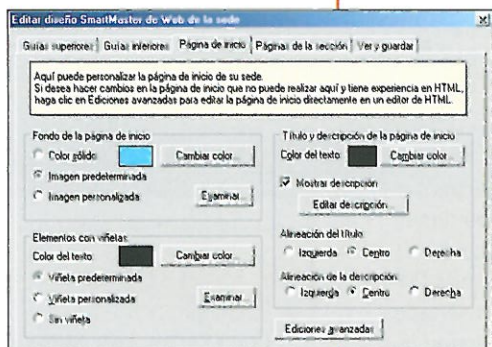 Editar diseño SmartMaster de Web de la sede
Guías superiores Guías inferiores Página de inicio Páginas de la sección Ver y guardar
Aquí puede personalizar la página de inicio de su sede.
Si desea hacer cambios en la página de inicio que no puede realizar aquí y tiene experiencia en HTML,
haga clic en Ediciones avanzadas para editar la página de inicio directamente en un editor de HTML.
Fondo de la página de inicio
Color sólido Cambiar color...
Imagen predeterminada
Imagen personalizada Examinar...
Elementos con viñetas
Color del texto: Cambiar color...
Viñeta predeterminada
Viñeta personalizada Examinar...
Sin viñeta
Título y descripción de la página de inicio
Color del texto: Cambiar color...
Mostrar descripción
Editar descripción...
Alineación del título:
Izquierda Centro Derecha
Alineación de la descripción:
Izquierda Centro Derecha
Ediciones avanzadas